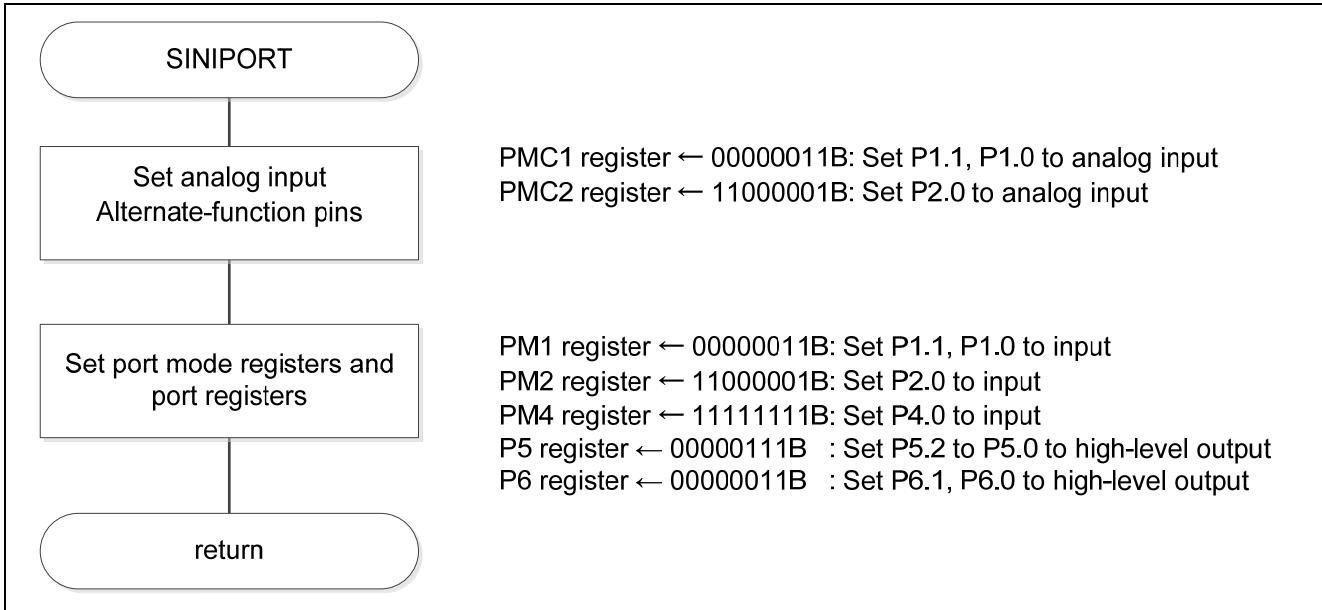 SINIPORT
Set analog input
Alternate-function pins
PMC1 register ← 00000011B: Set P1.1, P1.0 to analog input
PMC2 register ← 11000001B: Set P2.0 to analog input
Set port mode registers and
port registers
PM1 register ← 00000011B: Set P1.1, P1.0 to input
PM2 register ← 11000001B: Set P2.0 to input
PM4 register ← 11111111B: Set P4.0 to input
P5 register ← 00000111B : Set P5.2 to P5.0 to high-level output
P6 register ← 00000011B : Set P6.1, P6.0 to high-level output
return